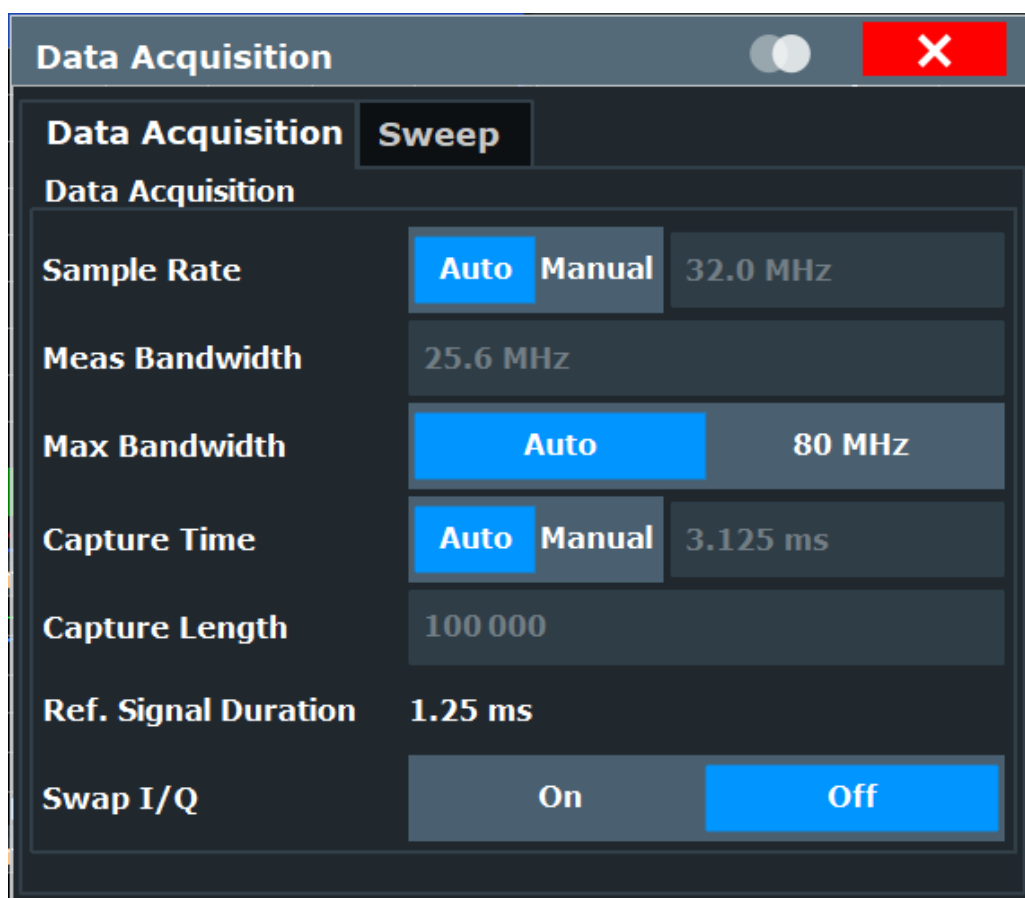 Data Acquisition
Data Acquisition Sweep
Data Acquisition
Sample Rate Auto Manual 32.0 MHz
Meas Bandwidth 25.6 MHz
Max Bandwidth Auto 80 MHz
Capture Time Auto Manual 3.125 ms
Capture Length 100 000
Ref. Signal Duration 1.25 ms
Swap I/Q On Off